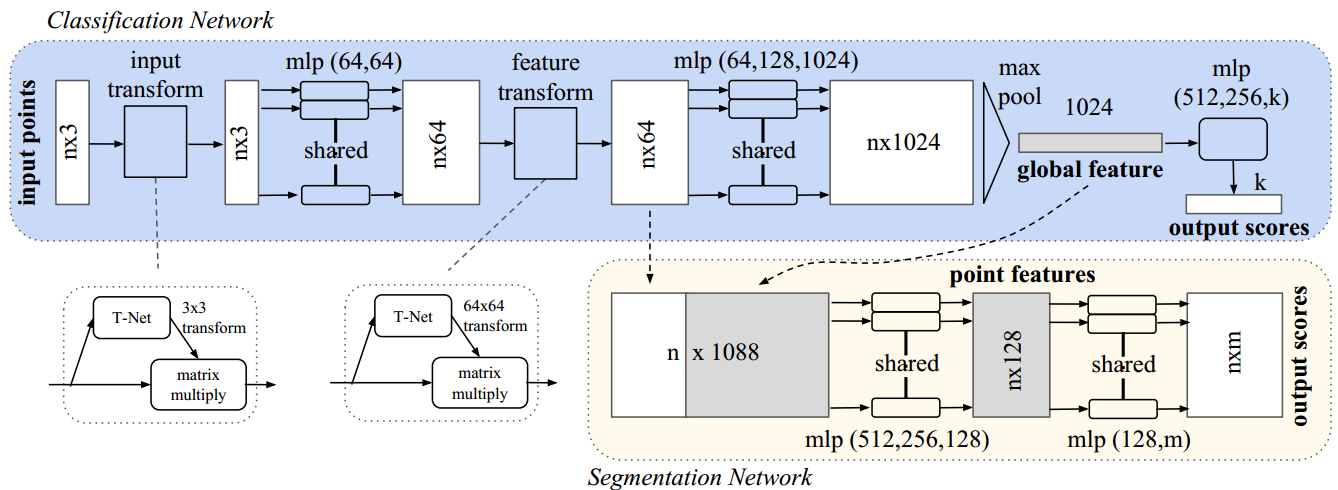 Classification Network
input points
nx3
input
transform
nx3
mlp (64,64)
shared
nx64
feature
transform
nx64
mlp (64,128,1024)
shared
nx1024
max
pool
1024
global feature
mlp
(512,256,k)
k
output scores
T-Net
3x3
transform
matrix
multiply
T-Net
64x64
transform
matrix
multiply
point features
n x 1088
shared
mlp (512,256,128)
nx128
shared
mlp (128,m)
nxm
output scores
Segmentation Network